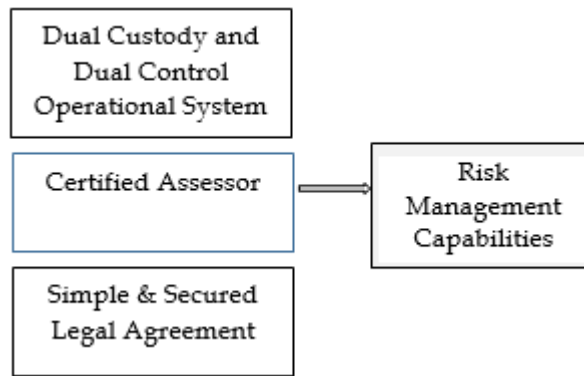 Dual Custody and
Dual Control
Operational System
Certified Assessor
Risk
Management
Capabilities
Simple & Secured
Legal Agreement